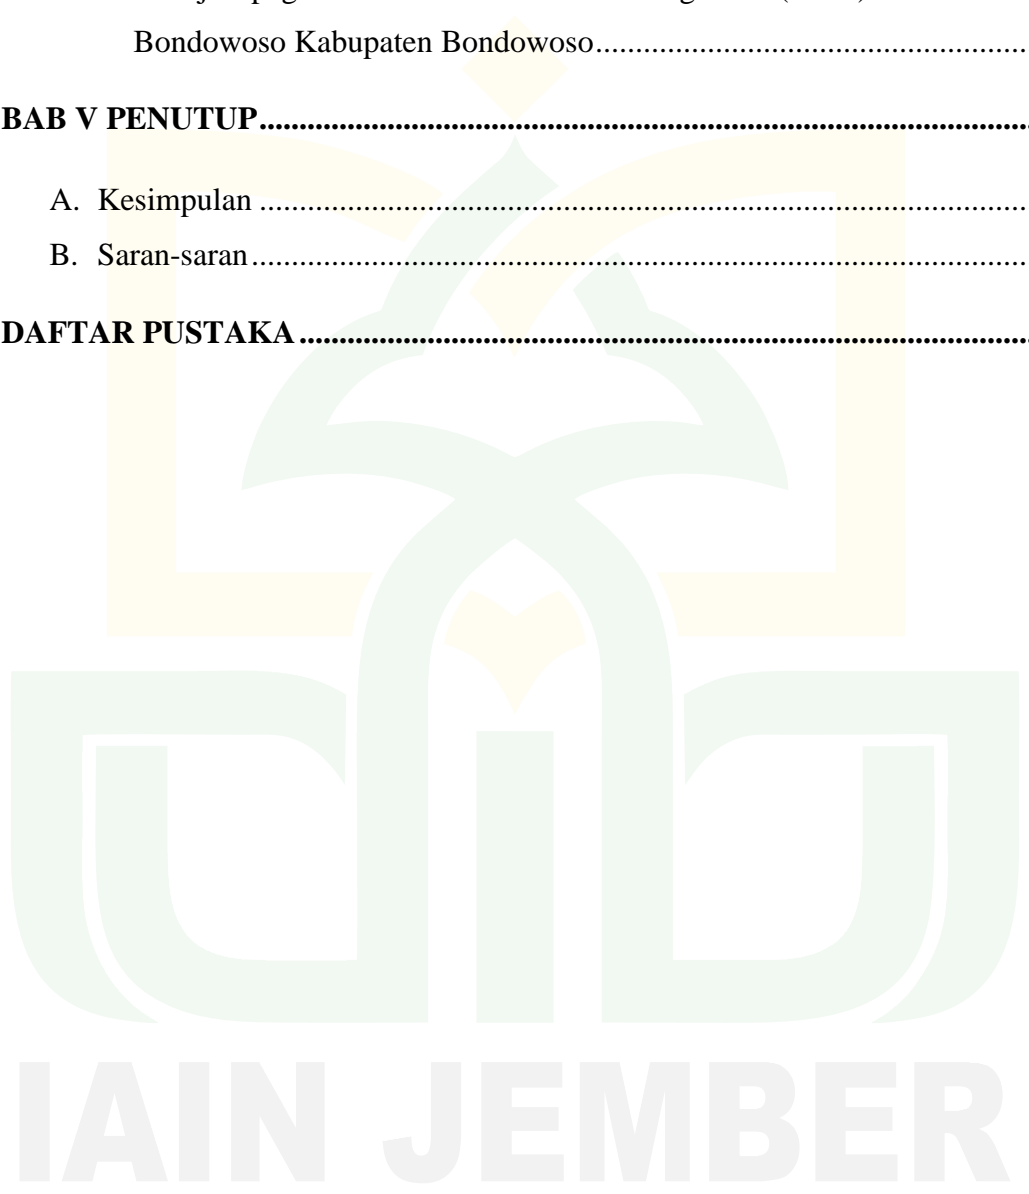 Bondowoso Kabupaten Bondowoso..............................................
BAB V PENUTUP..............................................................................
A. Kesimpulan ..............................................................................
B. Saran-saran..............................................................................
DAFTAR PUSTAKA..............................................................................
IAIN JEMBER